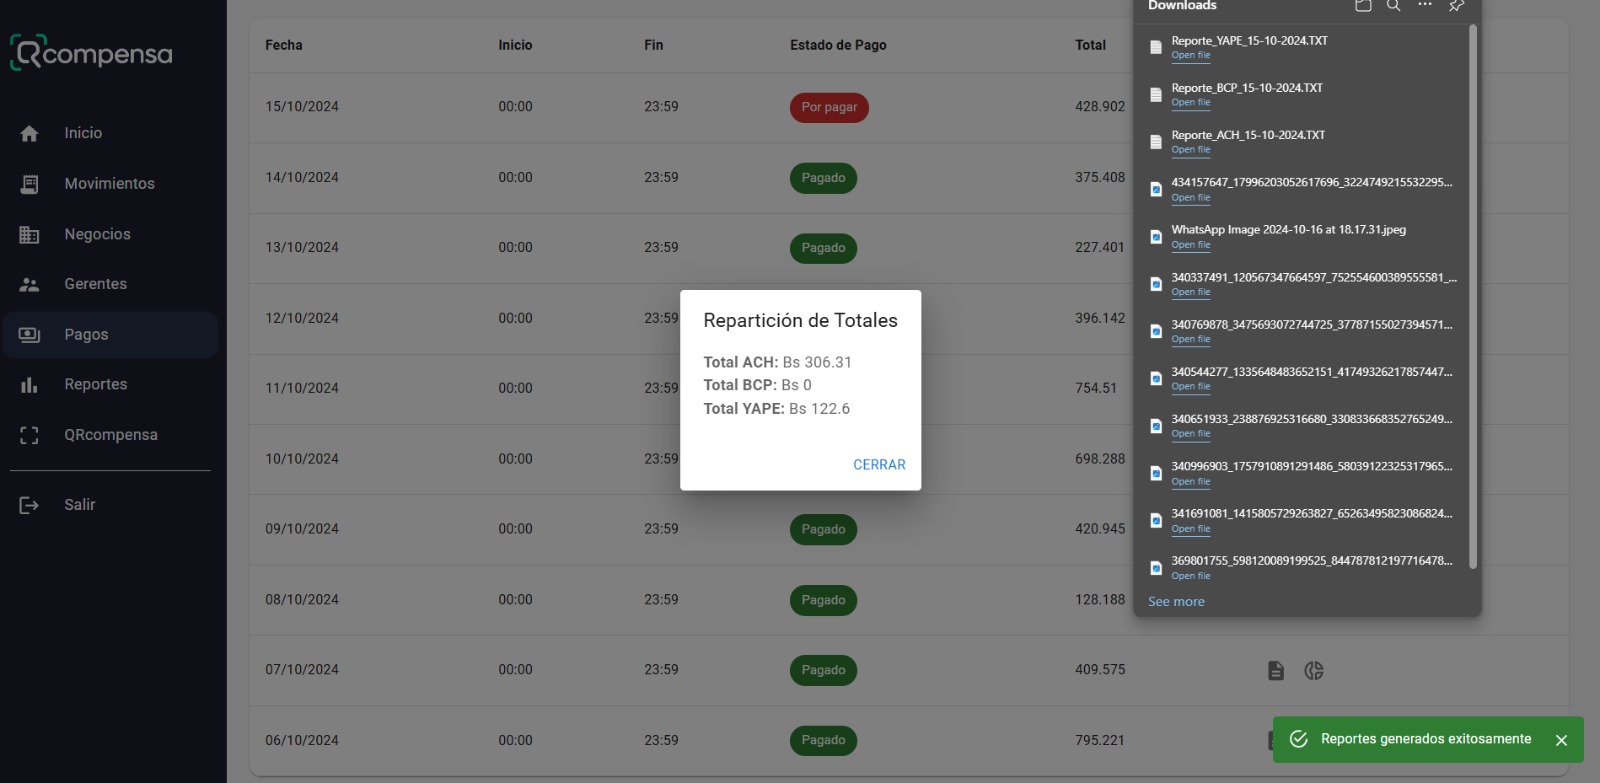 Qcompensa
Inicio
Movimientos
Negocios
Gerentes
Pagos
Reportes
QRcompensa
Salir
Fecha Inicio Fin Estado de Pago Total
15/10/2024 00:00 23:59 Por pagar 428.902
14/10/2024 00:00 23:59 Pagado 375.408
13/10/2024 00:00 23:59 Pagado 227.401
12/10/2024 00:00 23:59 396.142
11/10/2024 00:00 23:59 754.51
10/10/2024 00:00 23:59 698.288
09/10/2024 00:00 23:59 Pagado 420.945
08/10/2024 00:00 23:59 Pagado 128.188
07/10/2024 00:00 23:59 Pagado 409.575
06/10/2024 00:00 23:59 Pagado 795.221
Repartición de Totales
Total ACH: Bs 306.31
Total BCP: Bs 0
Total YAPE: Bs 122.6
CERRAR
Downloads
Reporte_YAPE_15-10-2024.TXT
Open file
Reporte_BCP_15-10-2024.TXT
Open file
Reporte_ACH_15-10-2024.TXT
Open file
434157647_17996203052617696_3224749215532295...
Open file
WhatsApp Image 2024-10-16 at 18.17.31.jpeg
Open file
340337491_120567347664597_752554600389555581_...
Open file
340769878_3475693072744725_37787155027394571...
Open file
340544277_1335648483652151_41749326217857447...
Open file
340651933_238876925316680_330833668352765249...
Open file
340996903_1757910891291486_58039122325317965...
Open file
341691081_1415805729263827_65263495823086824...
Open file
369801755_598120089199525_844787812197716478...
Open file
See more
Reportes generados exitosamente